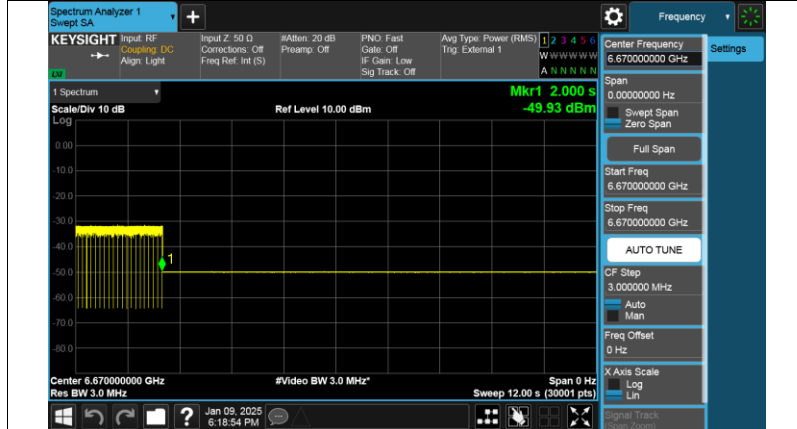 Spectrum Analyzer 1
Swept SA
Frequency
KEYSIGHT
Input: RF
Coupling: DC
Align: Light
Input Z: 50 Ω
Corrections: Off
Freq Ref: Int (S)
#Atten: 20 dB
Preamp: Off
PNO: Fast
Gate: Off
IF Gain: Low
Sig Track: Off
Avg Type: Power (RMS)
Trig: External 1
1 2 3 4 5 6
W W W W W W
A N N N N N
LXI
Center Frequency
6.670000000 GHz
Settings
Span
0.00000000 Hz
Swept Span
Zero Span
Full Span
Start Freq
6.670000000 GHz
Stop Freq
6.670000000 GHz
AUTO TUNE
CF Step
3.000000 MHz
Auto
Man
Freq Offset
0 Hz
X Axis Scale
Log
Lin
Signal Track
(Span Zoom)
1 Spectrum
Scale/Div 10 dB
Ref Level 10.00 dBm
Mkr1 2.000 s
-49.93 dBm
Log
0.00
-10.0
-20.0
-30.0
-40.0
-50.0
-60.0
-70.0
-80.0
1
Center 6.670000000 GHz
Res BW 3.0 MHz
#Video BW 3.0 MHz*
Span 0 Hz
Sweep 12.00 s (30001 pts)
?
Jan 09, 2025
6:18:54 PM